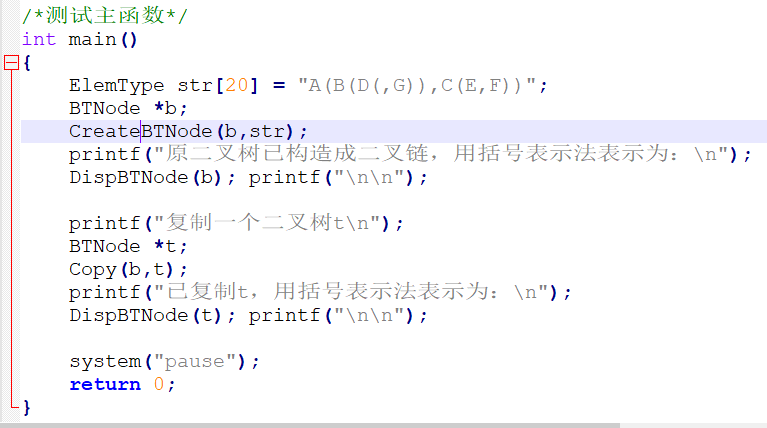 /*测试主函数*/
int main()
{
    ElemType str[20] = "A(B(D(,G)),C(E,F))";
    BTNode *b;
    CreateBTNode(b,str);
    printf("原二叉树已构造成二叉链，用括号表示法表示为：\n");
    DispBTNode(b); printf("\n\n");

    printf("复制一个二叉树t\n");
    BTNode *t;
    Copy(b,t);
    printf("已复制t，用括号表示法表示为：\n");
    DispBTNode(t); printf("\n\n");

    system("pause");
    return 0;
}